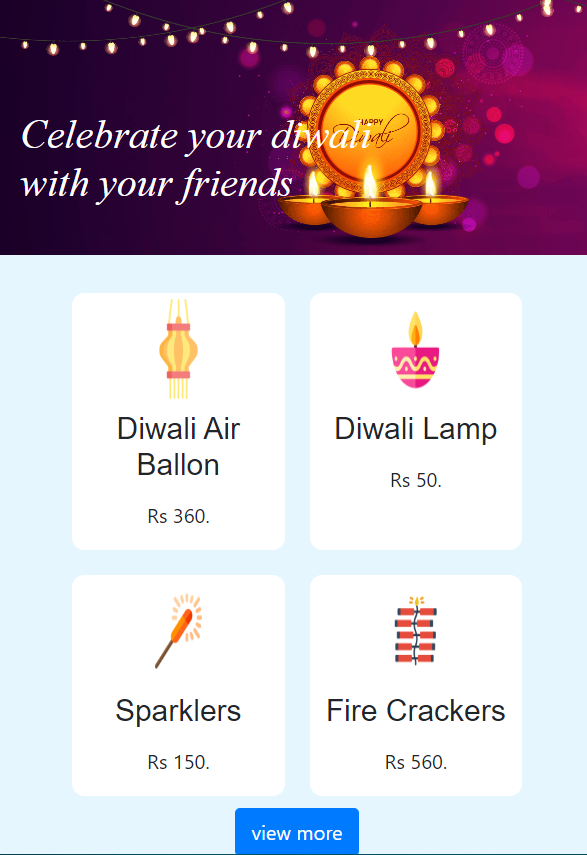 HAPPY
Diwali
Celebrate your diwali
with your friends
Diwali Air
Ballon
Rs 360.
Diwali Lamp
Rs 50.
Sparklers
Rs 150.
Fire Crackers
Rs 560.
view more